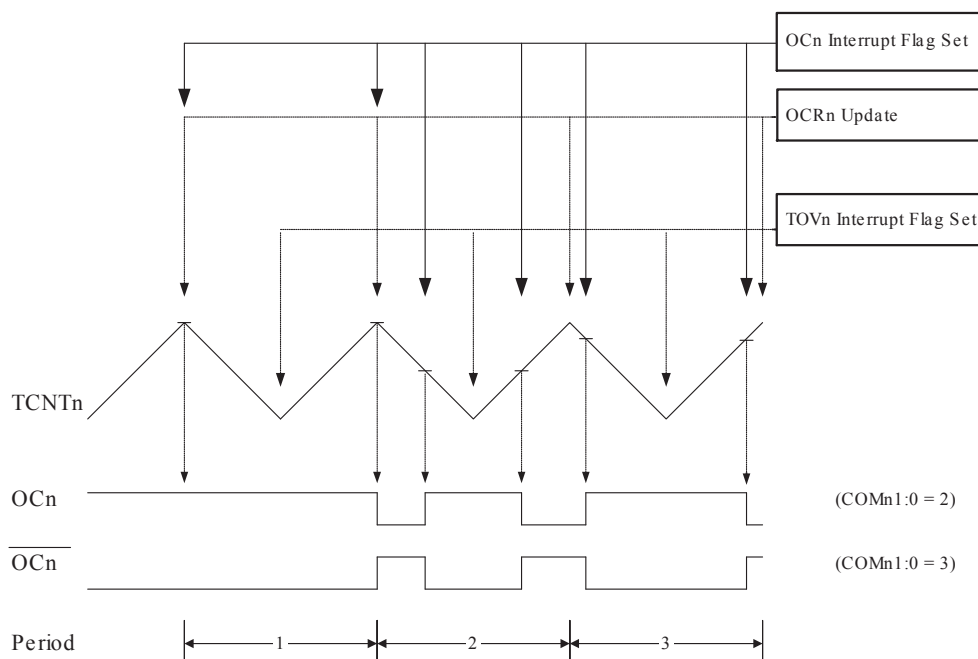 OCn Interrupt Flag Set
OCRn Update
TOVn Interrupt Flag Set
TCNTn
OCn (COMn1:0 = 2)
OCn (COMn1:0 = 3)
Period 1 2 3